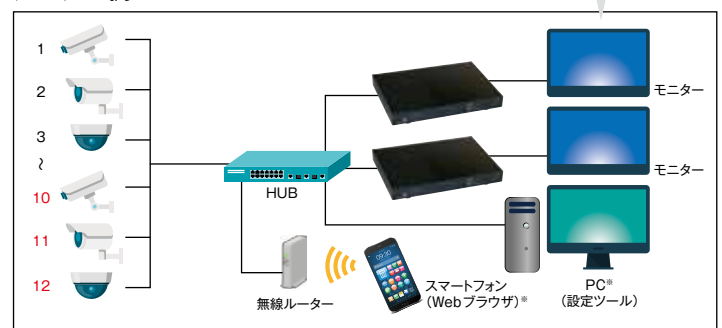 1
2
3
~
10
11
12
HUB
モニター
モニター
無線ルーター
09:30
スマートフォン
(Webブラウザ)※
PC※
(設定ツール)